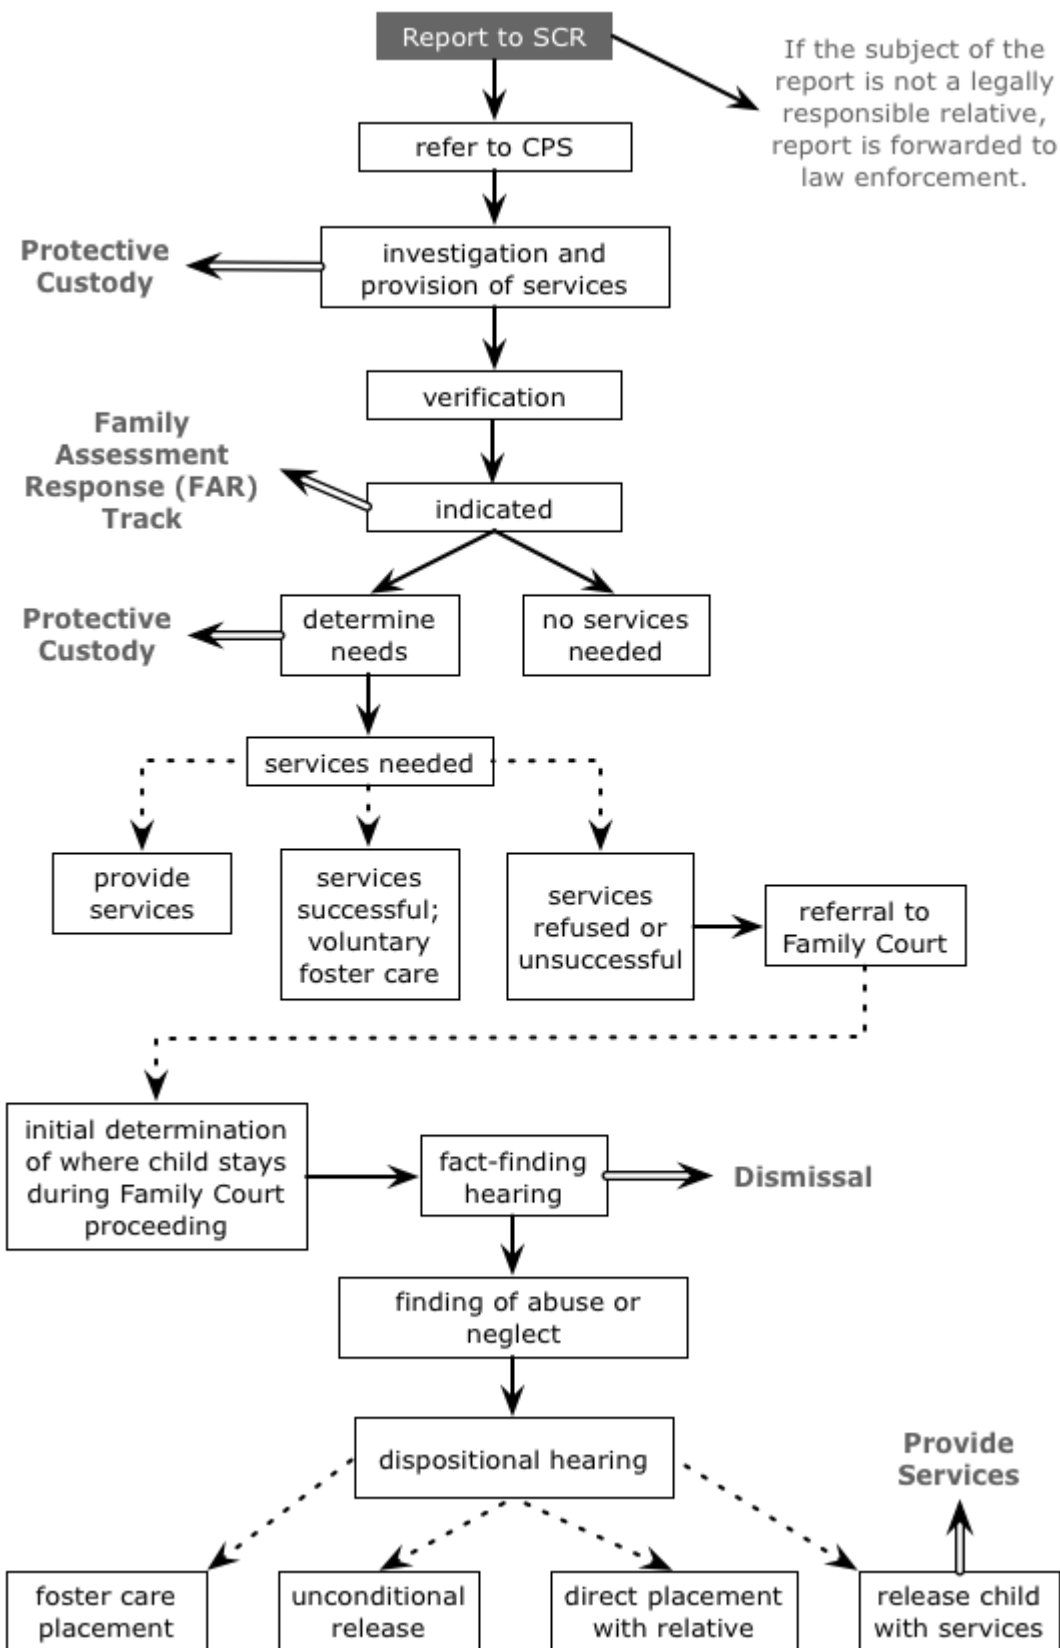 Report to SCR
If the subject of the
report is not a legally
responsible relative,
report is forwarded to
law enforcement.
refer to CPS
Protective
Custody
investigation and
provision of services
verification
Family
Assessment
Response (FAR)
Track
indicated
Protective
Custody
determine
needs
no services
needed
services needed
provide
services
services
successful;
voluntary
foster care
services
refused or
unsuccessful
referral to
Family Court
initial determination
of where child stays
during Family Court
proceeding
fact-finding
hearing
Dismissal
finding of abuse or
neglect
dispositional hearing
Provide
Services
foster care
placement
unconditional
release
direct placement
with relative
release child
with services